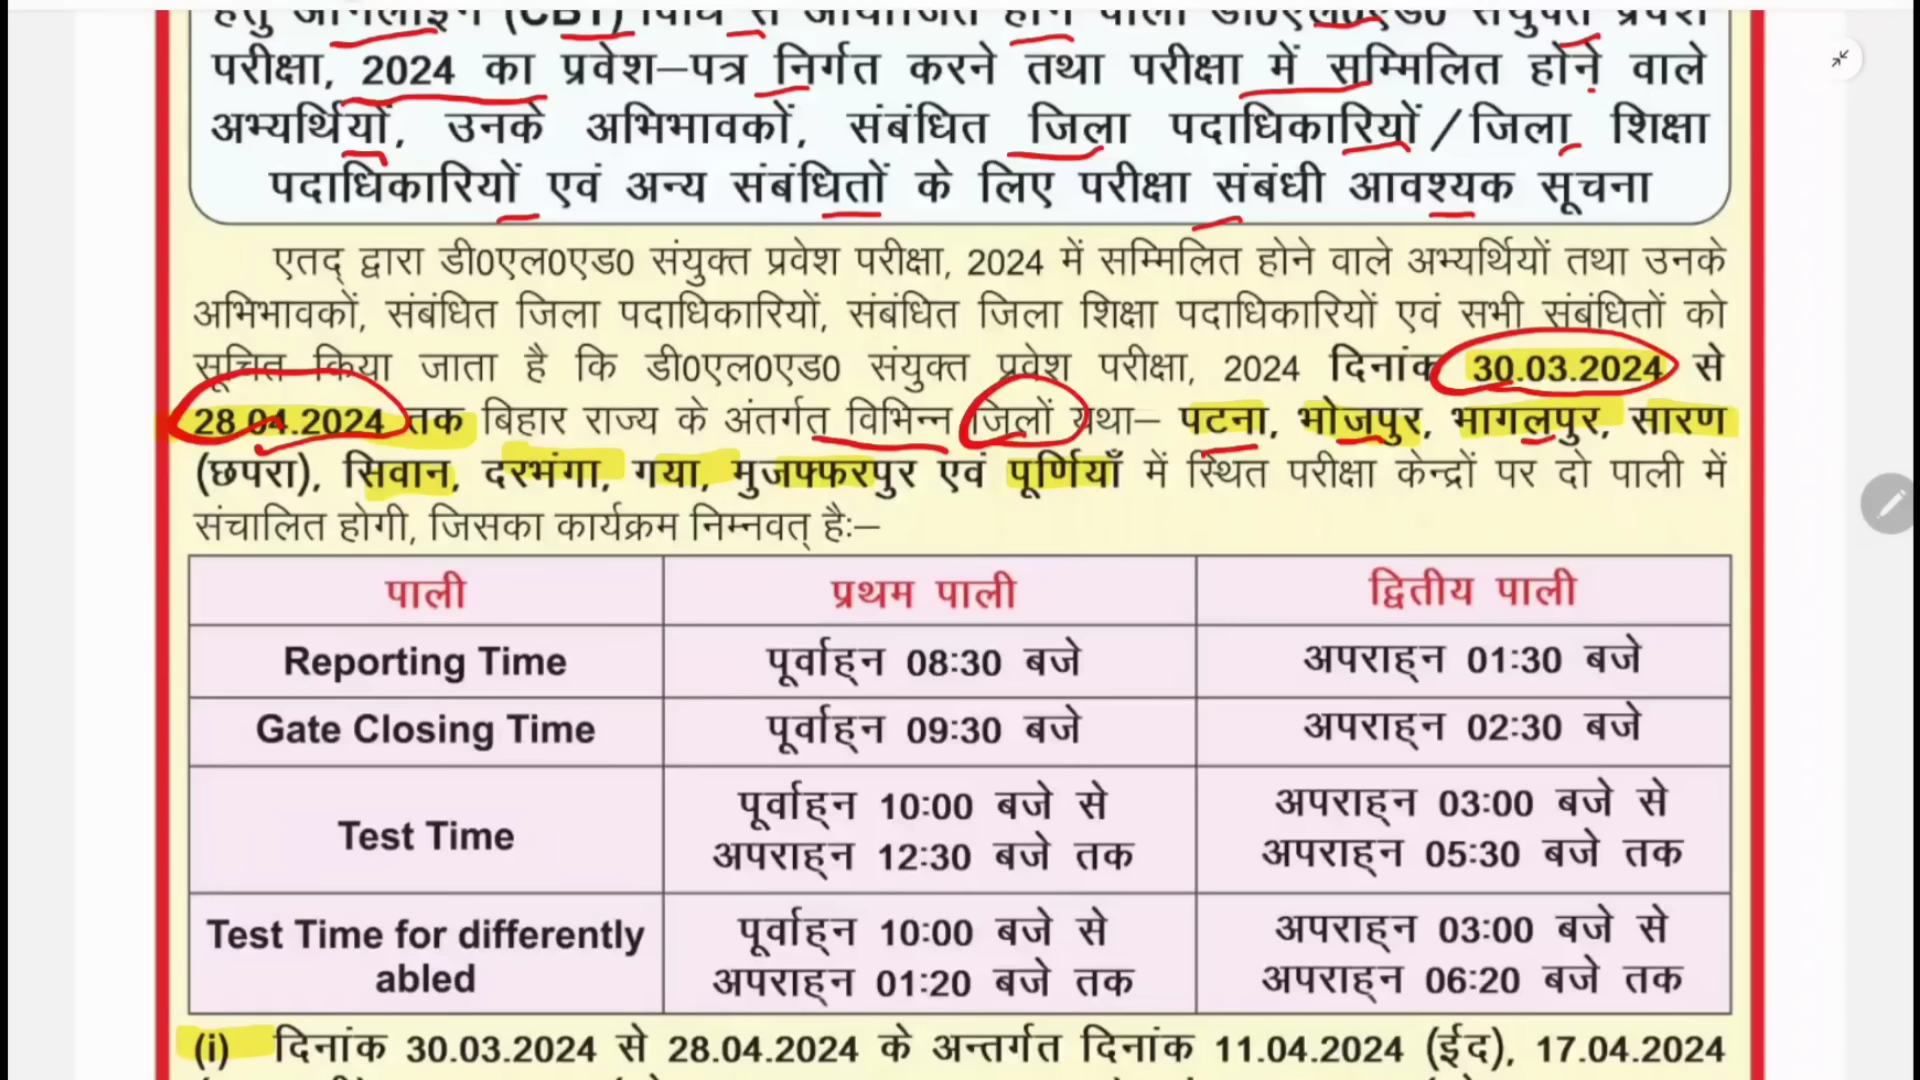 हेतु ऑनलाइन (CBT) विधि से आयोजित होने वाली डी0एल0एड0 संयुक्त प्रवेश
परीक्षा, 2024 का प्रवेश–पत्र निर्गत करने तथा परीक्षा में सम्मिलित होने वाले
अभ्यर्थियों, उनके अभिभावकों, संबंधित जिला पदाधिकारियों/जिला शिक्षा
पदाधिकारियों एवं अन्य संबंधितों के लिए परीक्षा संबंधी आवश्यक सूचना
एतद् द्वारा डी0एल0एड0 संयुक्त प्रवेश परीक्षा, 2024 में सम्मिलित होने वाले अभ्यर्थियों तथा उनके
अभिभावकों, संबंधित जिला पदाधिकारियों, संबंधित जिला शिक्षा पदाधिकारियों एवं सभी संबंधितों को
सूचित किया जाता है कि डी0एल0एड0 संयुक्त प्रवेश परीक्षा, 2024 दिनांक 30.03.2024 से
28.04.2024 तक बिहार राज्य के अंतर्गत विभिन्न जिलों यथा– पटना, भोजपुर, भागलपुर, सारण
(छपरा), सिवान, दरभंगा, गया, मुजफ्फरपुर एवं पूर्णियाँ में स्थित परीक्षा केन्द्रों पर दो पाली में
संचालित होगी, जिसका कार्यक्रम निम्नवत् है:–
पाली प्रथम पाली द्वितीय पाली
Reporting Time पूर्वाह्न 08:30 बजे अपराह्न 01:30 बजे
Gate Closing Time पूर्वाह्न 09:30 बजे अपराह्न 02:30 बजे
Test Time पूर्वाह्न 10:00 बजे से अपराह्न 12:30 बजे तक अपराह्न 03:00 बजे से अपराह्न 05:30 बजे तक
Test Time for differently abled पूर्वाह्न 10:00 बजे से अपराह्न 01:20 बजे तक अपराह्न 03:00 बजे से अपराह्न 06:20 बजे तक
(i) दिनांक 30.03.2024 से 28.04.2024 के अन्तर्गत दिनांक 11.04.2024 (ईद), 17.04.2024